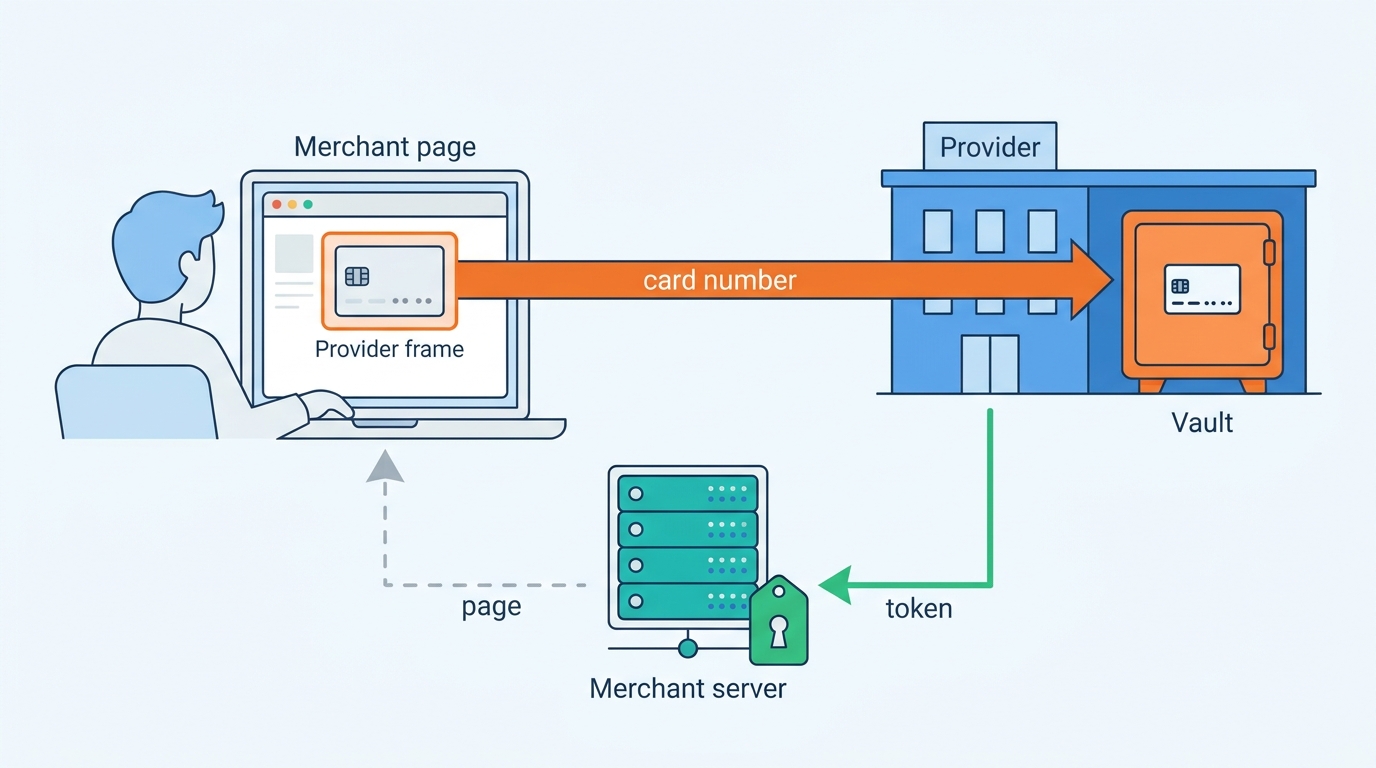 Merchant page
Provider
card number
Provider frame
Vault
page
token
Merchant server